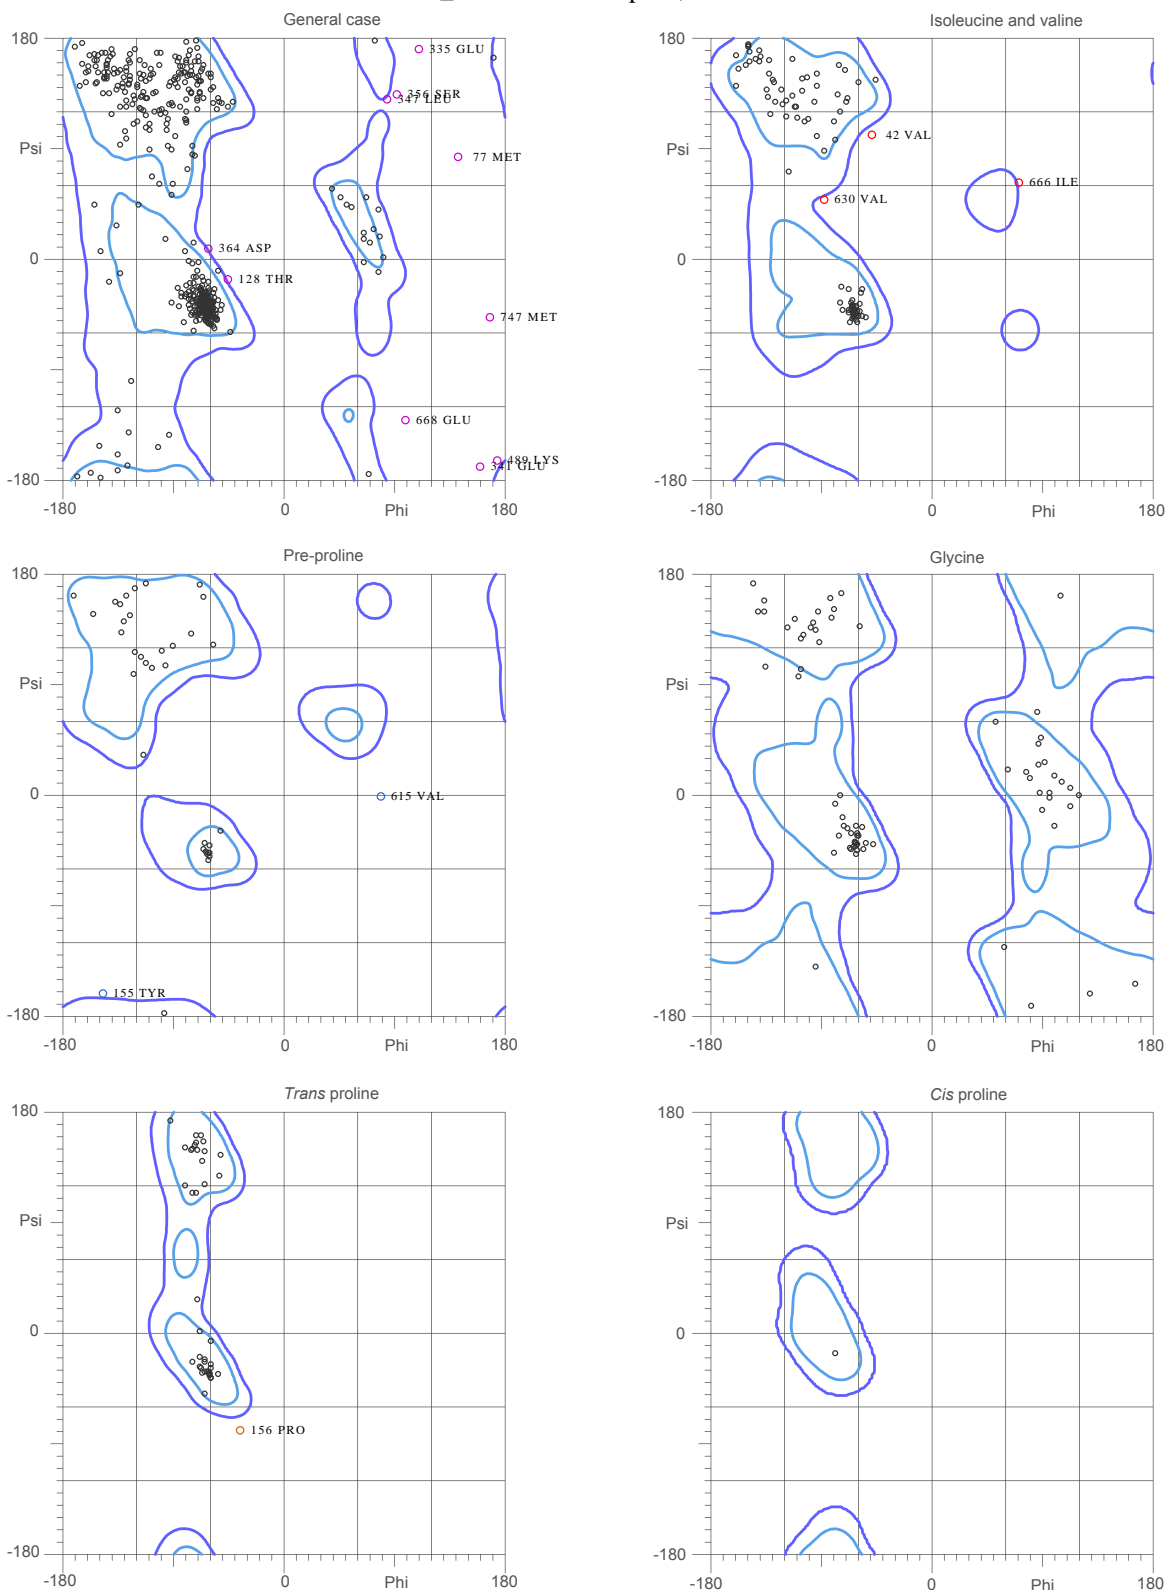 General case
180
Psi
0
-180
-180
0
Phi
180
335 GLU
356 SER
347 LEU
77 MET
364 ASP
128 THR
747 MET
668 GLU
489 LYS
341 GLU
Isoleucine and valine
180
Psi
0
-180
-180
0
Phi
180
42 VAL
666 ILE
630 VAL
Pre-proline
180
Psi
0
-180
-180
0
Phi
180
615 VAL
155 TYR
Glycine
180
Psi
0
-180
-180
0
Phi
180
Trans proline
180
Psi
0
-180
-180
0
Phi
180
156 PRO
Cis proline
180
Psi
0
-180
-180
0
Phi
180